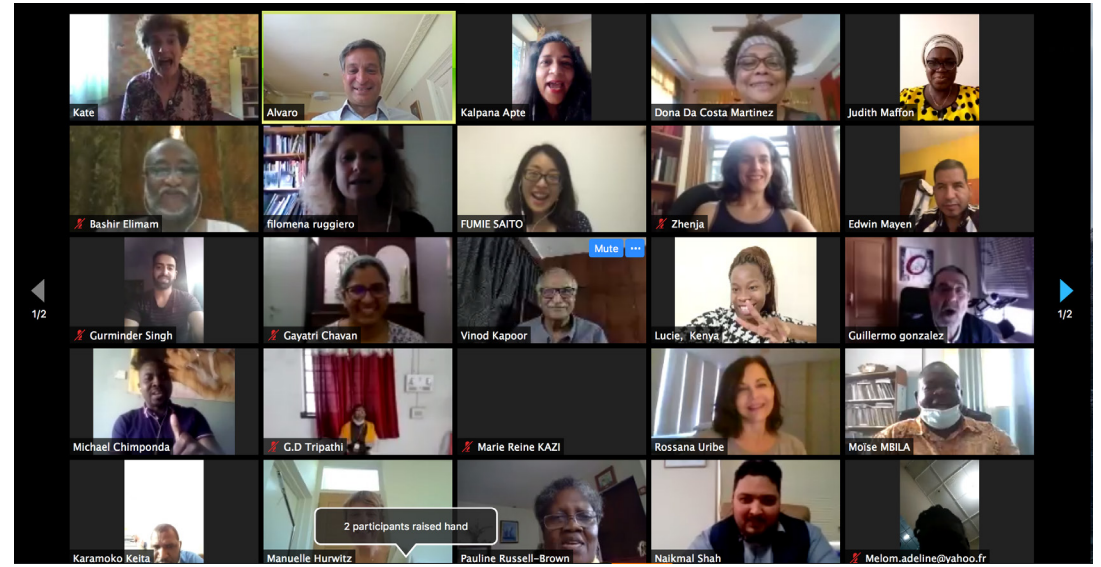 Kate
Alvaro
Kalpana Apte
Dona Da Costa Martinez
Judith Maffon
Bashir Elimam
filomena ruggiero
FUMIE SAITO
Zhenja
Edwin Mayen
Mute ...
1/2
1/2
Gurminder Singh
Gayatri Chavan
Vinod Kapoor
Lucie, Kenya
Guillermo gonzalez
Michael Chimponda
G.D Tripathi
Marie Reine KAZI
Rossana Uribe
Moïse MBILA
2 participants raised hand
Karamoko Keita
Manuelle Hurwitz
Pauline Russell-Brown
Naikmal Shah
Melom.adeline@yahoo.fr